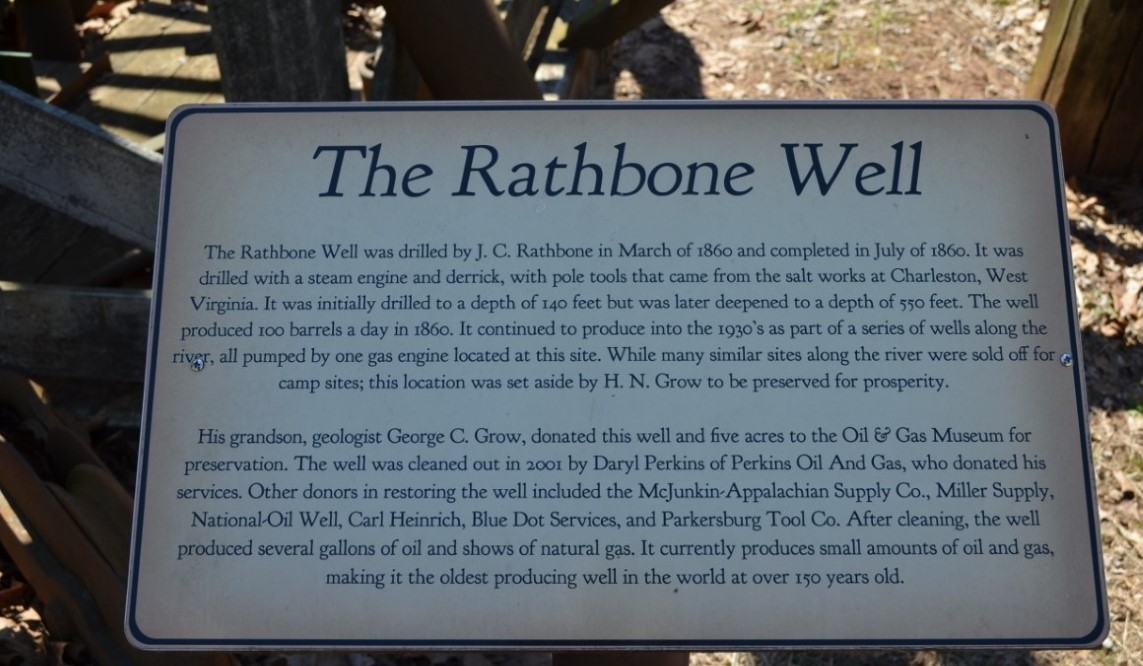 The Rathbone Well
The Rathbone Well was drilled by J. C. Rathbone in March of 1860 and completed in July of 1860. It was
drilled with a steam engine and derrick, with pole tools that came from the salt works at Charleston, West
Virginia. It was initially drilled to a depth of 140 feet but was later deepened to a depth of 550 feet. The well
produced 100 barrels a day in 1860. It continued to produce into the 1930's as part of a series of wells along the
river, all pumped by one gas engine located at this site. While many similar sites along the river were sold off for
camp sites; this location was set aside by H. N. Grow to be preserved for prosperity.
His grandson, geologist George C. Grow, donated this well and five acres to the Oil & Gas Museum for
preservation. The well was cleaned out in 2001 by Daryl Perkins of Perkins Oil And Gas, who donated his
services. Other donors in restoring the well included the McJunkin-Appalachian Supply Co., Miller Supply,
National-Oil Well, Carl Heinrich, Blue Dot Services, and Parkersburg Tool Co. After cleaning, the well
produced several gallons of oil and shows of natural gas. It currently produces small amounts of oil and gas,
making it the oldest producing well in the world at over 150 years old.